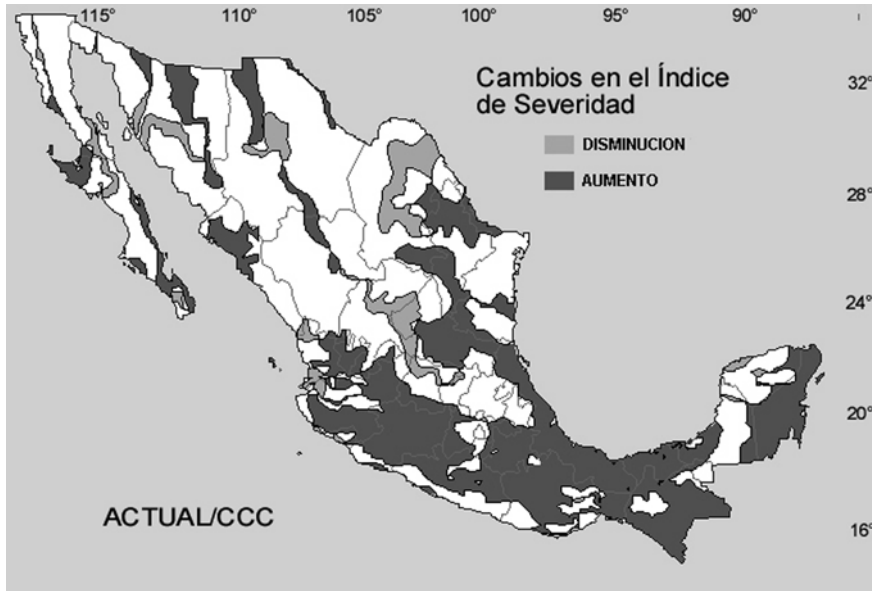 115° 110° 105° 100° 95° 90°
Cambios en el Índice
de Severidad
DISMINUCION
AUMENTO
32°
28°
24°
20°
16°
ACTUAL/CCC